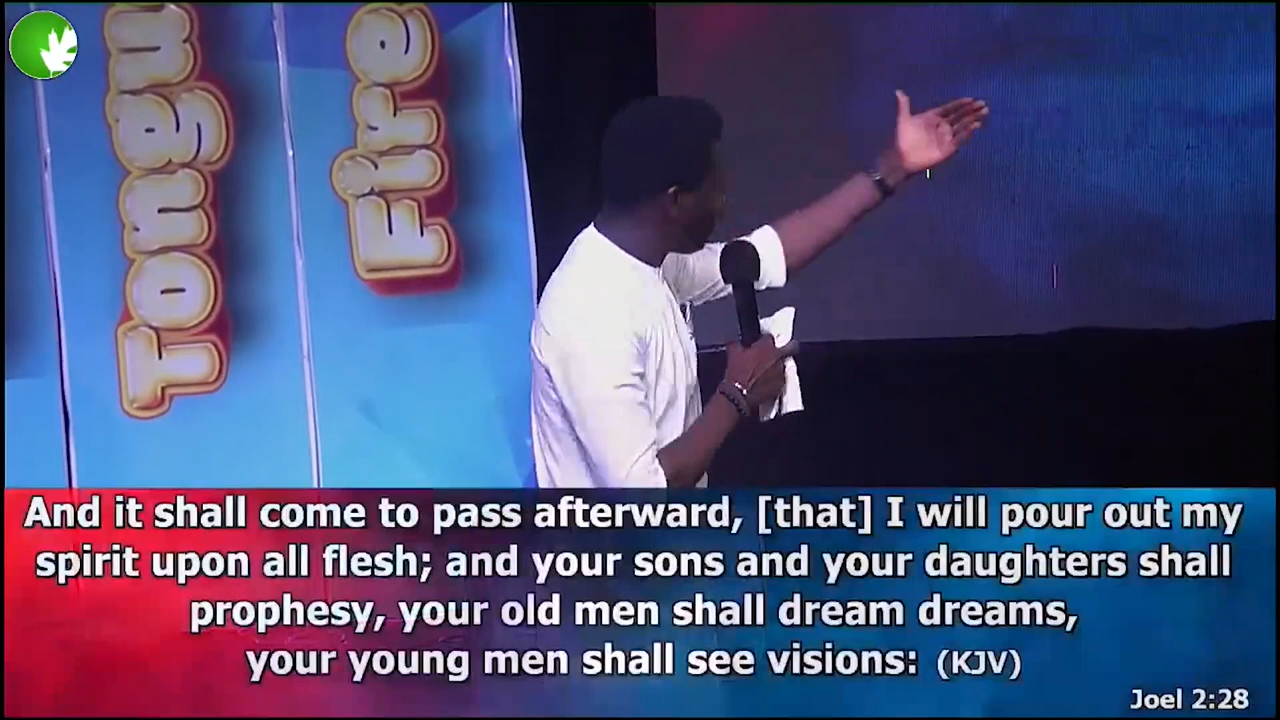 Tongu
Fire
And it shall come to pass afterward, [that] I will pour out my
spirit upon all flesh; and your sons and your daughters shall
prophesy, your old men shall dream dreams,
your young men shall see visions: (KJV)
Joel 2:28